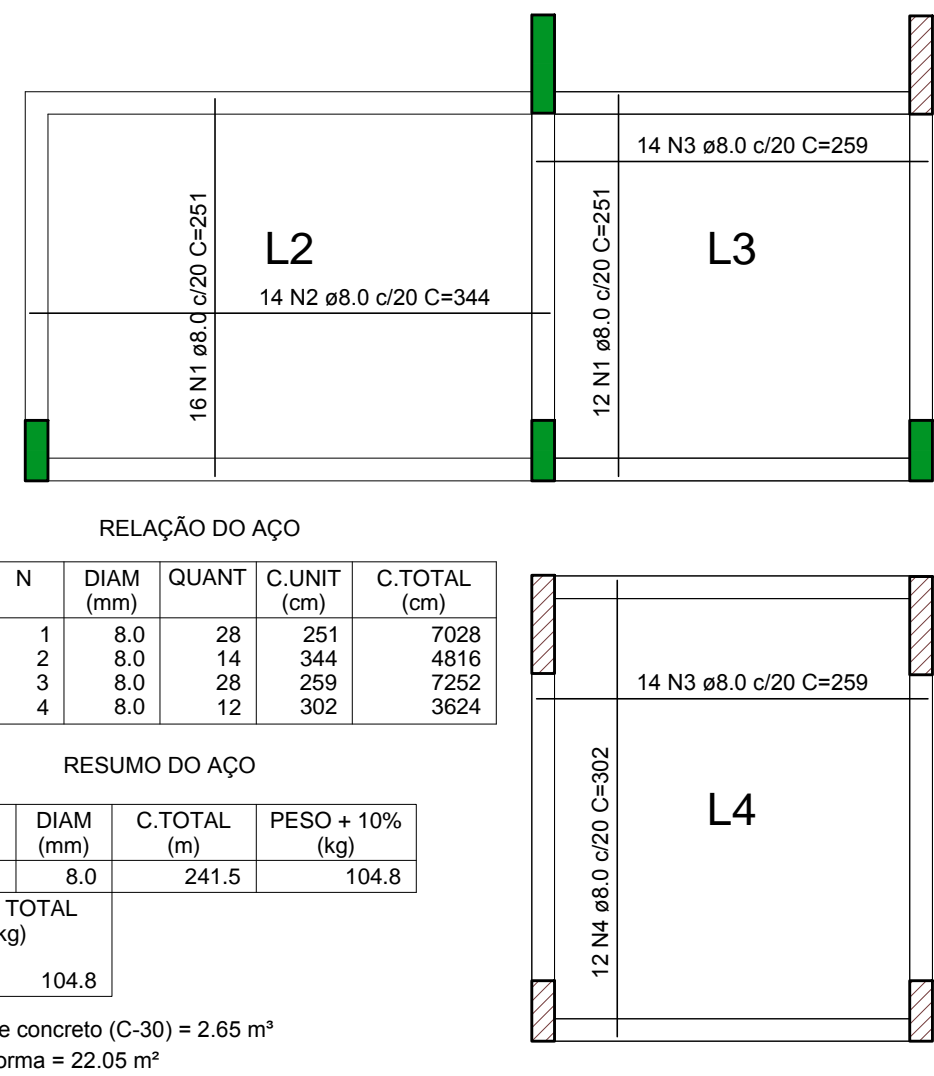 14 N3 ø8.0 c/20 C=259
16 N1 ø8.0 c/20 C=251
L2
14 N2 ø8.0 c/20 C=344
12 N1 ø8.0 c/20 C=251
L3
RELAÇÃO DO AÇO
N DIAM (mm) QUANT C.UNIT (cm) C.TOTAL (cm)
1 8.0 28 251 7028
2 8.0 14 344 4816
3 8.0 28 259 7252
4 8.0 12 302 3624
RESUMO DO AÇO
DIAM (mm) C.TOTAL (m) PESO + 10% (kg)
8.0 241.5 104.8
TOTAL
kg)
104.8
e concreto (C-30) = 2.65 m³
orma = 22.05 m²
14 N3 ø8.0 c/20 C=259
12 N4 ø8.0 c/20 C=302
L4